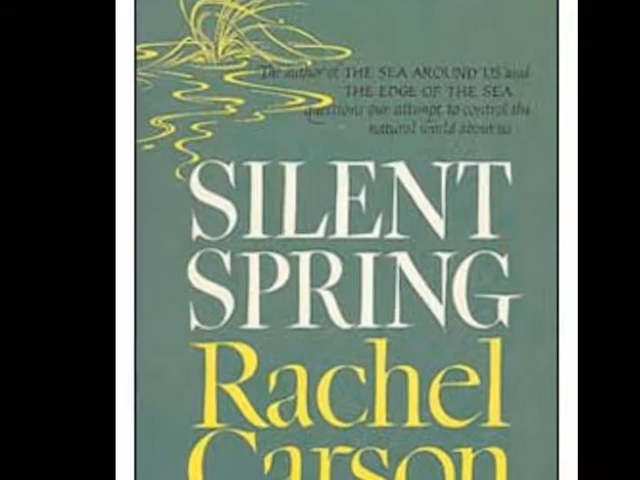 The author of THE SEA AROUND US and
THE EDGE OF THE SEA
questions our attempt to control the
natural world about us
SILENT
SPRING
Rachel
Carson